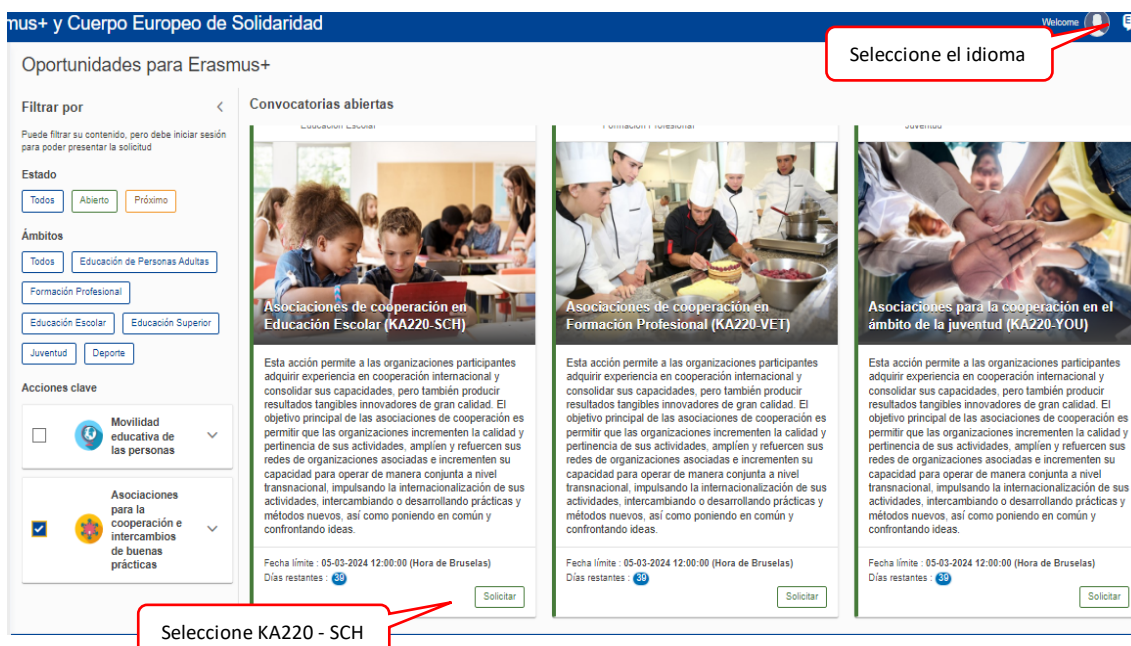 mus+ y Cuerpo Europeo de Solidaridad
Welcome
Seleccione el idioma
Oportunidades para Erasmus+
Filtrar por
Puede filtrar su contenido, pero debe iniciar sesión
para poder presentar la solicitud
Estado
Todos Abierto Próximo
Ámbitos
Todos Educación de Personas Adultas
Formación Profesional
Educación Escolar Educación Superior
Juventud Deporte
Acciones clave
Movilidad
educativa de
las personas
Asociaciones
para la
cooperación e
intercambios
de buenas
prácticas
Convocatorias abiertas
Educación Escolar
Asociaciones de cooperación en
Educación Escolar (KA220-SCH)
Esta acción permite a las organizaciones participantes
adquirir experiencia en cooperación internacional y
consolidar sus capacidades, pero también producir
resultados tangibles innovadores de gran calidad. El
objetivo principal de las asociaciones de cooperación es
permitir que las organizaciones incrementen la calidad y
pertinencia de sus actividades, amplíen y refuercen sus
redes de organizaciones asociadas e incrementen su
capacidad para operar de manera conjunta a nivel
transnacional, impulsando la internacionalización de sus
actividades, intercambiando o desarrollando prácticas y
métodos nuevos, así como poniendo en común y
confrontando ideas.
Fecha límite : 05-03-2024 12:00:00 (Hora de Bruselas)
Días restantes : 39
Solicitar
Seleccione KA220 - SCH
Formación Profesional
Asociaciones de cooperación en
Formación Profesional (KA220-VET)
Esta acción permite a las organizaciones participantes
adquirir experiencia en cooperación internacional y
consolidar sus capacidades, pero también producir
resultados tangibles innovadores de gran calidad. El
objetivo principal de las asociaciones de cooperación es
permitir que las organizaciones incrementen la calidad y
pertinencia de sus actividades, amplíen y refuercen sus
redes de organizaciones asociadas e incrementen su
capacidad para operar de manera conjunta a nivel
transnacional, impulsando la internacionalización de sus
actividades, intercambiando o desarrollando prácticas y
métodos nuevos, así como poniendo en común y
confrontando ideas.
Fecha límite : 05-03-2024 12:00:00 (Hora de Bruselas)
Días restantes : 39
Solicitar
Juventud
Asociaciones para la cooperación en el
ámbito de la juventud (KA220-YOU)
Esta acción permite a las organizaciones participantes
adquirir experiencia en cooperación internacional y
consolidar sus capacidades, pero también producir
resultados tangibles innovadores de gran calidad. El
objetivo principal de las asociaciones de cooperación es
permitir que las organizaciones incrementen la calidad y
pertinencia de sus actividades, amplíen y refuercen sus
redes de organizaciones asociadas e incrementen su
capacidad para operar de manera conjunta a nivel
transnacional, impulsando la internacionalización de sus
actividades, intercambiando o desarrollando prácticas y
métodos nuevos, así como poniendo en común y
confrontando ideas.
Fecha límite : 05-03-2024 12:00:00 (Hora de Bruselas)
Días restantes : 39
Solicitar